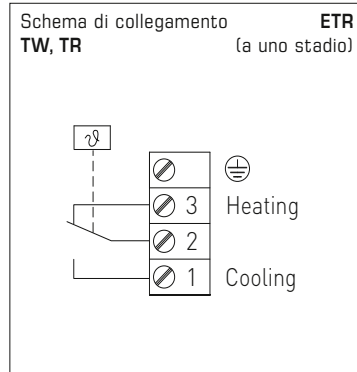 Schema di collegamento ETR
TW, TR (a uno stadio)
ϑ
3 Heating
2
1 Cooling